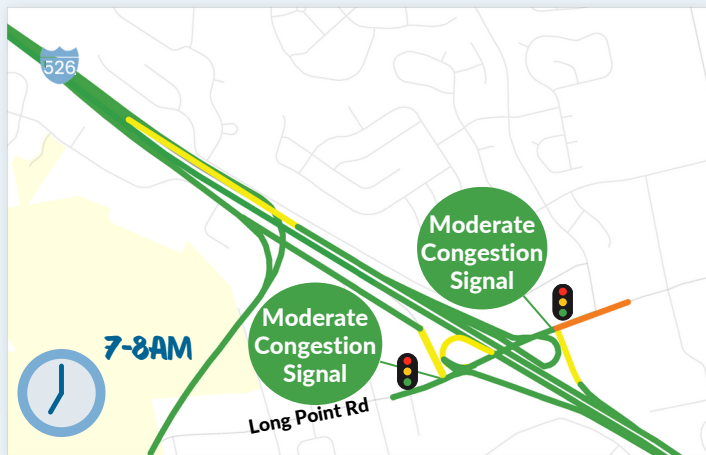 526
Moderate
Congestion
Signal
Moderate
Congestion
Signal
7-8AM
Long Point Rd